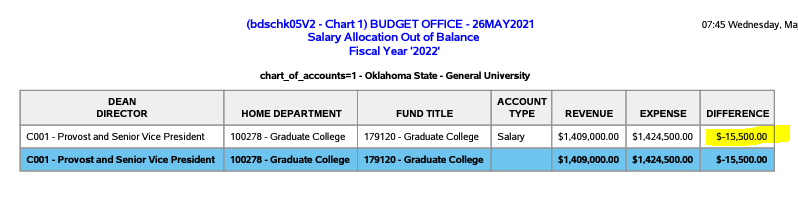 (bdschk05V2 - Chart 1) BUDGET OFFICE - 26MAY2021 07:45 Wednesday,
Salary Allocation Out of Balance
Fiscal Year '2022'
chart_of_accounts=1 - Oklahoma State - General University
DEAN DIRECTOR HOME DEPARTMENT FUND TITLE ACCOUNT TYPE REVENUE EXPENSE DIFFERENCE
C001 - Provost and Senior Vice President 100278 - Graduate College 179120 - Graduate College Salary $1,409,000.00 $1,424,500.00 $-15,500.00
C001 - Provost and Senior Vice President 100278 - Graduate College 179120 - Graduate College $1,409,000.00 $1,424,500.00 $-15,500.00